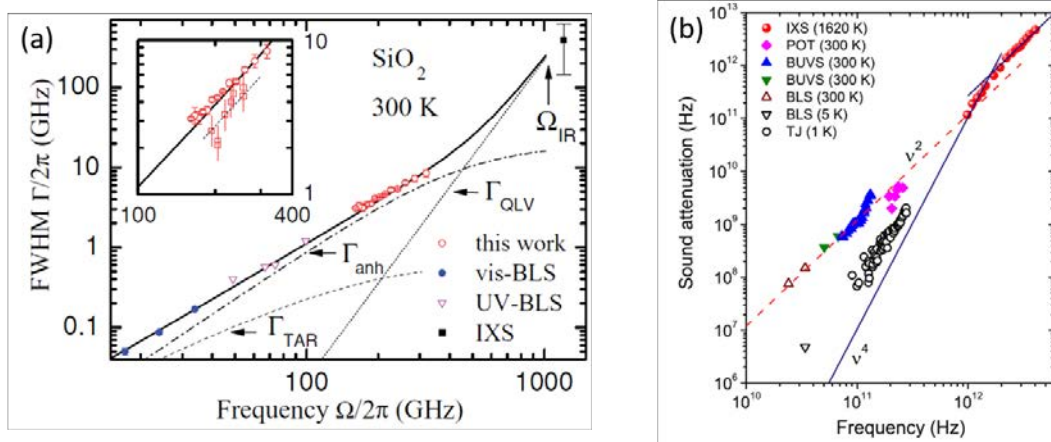 (a)
FWHM Γ/2π (GHz)
100
10
1
0.1
10
1
100
400
SiO2
300 K
Ω_IR
Γ_QLV
Γ_anh
Γ_TAR
this work
vis-BLS
UV-BLS
IXS
100
1000
Frequency Ω/2π (GHz)
(b)
Sound attenuation (Hz)
10^13
10^12
10^11
10^10
10^9
10^8
10^7
10^6
IXS (1620 K)
POT (300 K)
BUVS (300 K)
BUVS (300 K)
BLS (300 K)
BLS (5 K)
TJ (1 K)
ν^2
ν^4
10^10
10^11
10^12
Frequency (Hz)